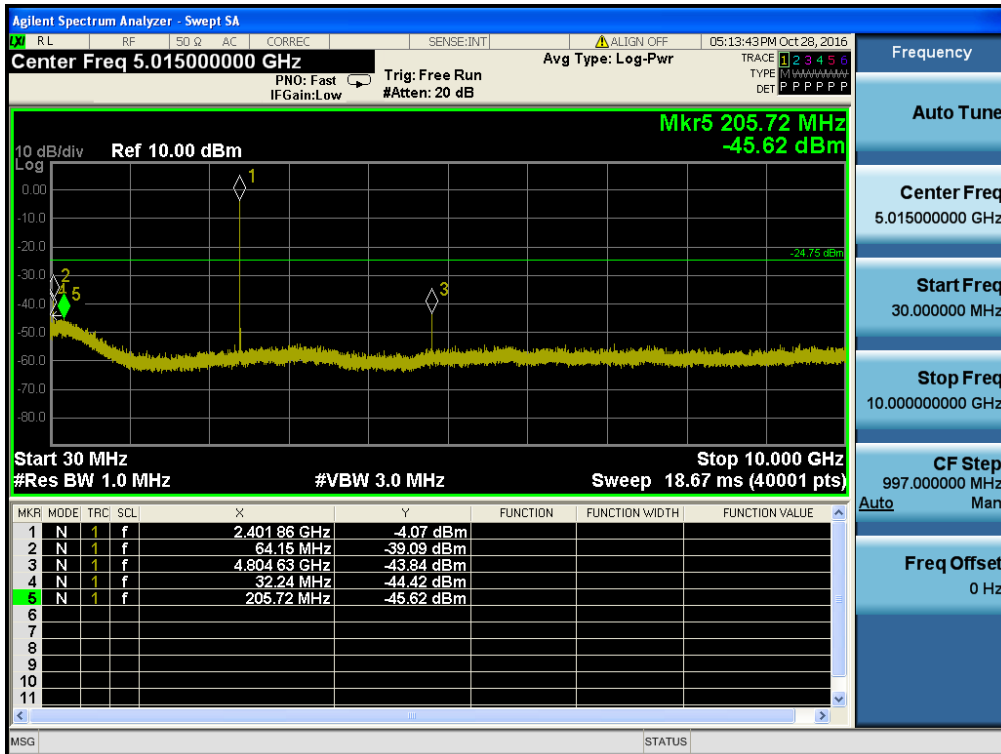 Agilent Spectrum Analyzer - Swept SA
LXI RL RF 50 Ω AC CORREC SENSE:INT ALIGN OFF 05:13:43 PM Oct 28, 2016
Center Freq 5.015000000 GHz
PNO: Fast
IFGain:Low
Trig: Free Run
#Atten: 20 dB
Avg Type: Log-Pwr
TRACE 1 2 3 4 5 6
TYPE
DET P P P P P P
Mkr5 205.72 MHz
-45.62 dBm
10 dB/div Ref 10.00 dBm
Log
0.00
-10.0
-20.0
-30.0
-40.0
-50.0
-60.0
-70.0
-80.0
-24.75 dBm
1
2
3
4
5
Start 30 MHz Stop 10.000 GHz
#Res BW 1.0 MHz #VBW 3.0 MHz Sweep 18.67 ms (40001 pts)
MKR MODE TRC SCL X Y FUNCTION FUNCTION WIDTH FUNCTION VALUE
1 N 1 f 2.401 86 GHz -4.07 dBm
2 N 1 f 64.15 MHz -39.09 dBm
3 N 1 f 4.804 63 GHz -43.84 dBm
4 N 1 f 32.24 MHz -44.42 dBm
5 N 1 f 205.72 MHz -45.62 dBm
6
7
8
9
10
11
MSG STATUS
Frequency
Auto Tune
Center Freq
5.015000000 GHz
Start Freq
30.000000 MHz
Stop Freq
10.000000000 GHz
CF Step
997.000000 MHz
Auto Man
Freq Offset
0 Hz